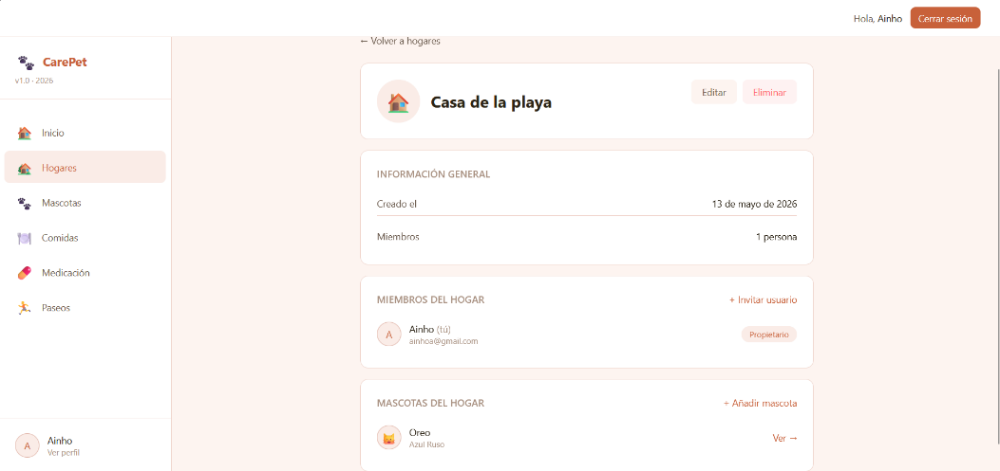 Hola, Ainho
Cerrar sesión
CarePet
v1.0 · 2026
Inicio
Hogares
Mascotas
Comidas
Medicación
Paseos
A
Ainho
Ver perfil
← Volver a hogares
Casa de la playa
Editar
Eliminar
INFORMACIÓN GENERAL
Creado el 13 de mayo de 2026
Miembros 1 persona
MIEMBROS DEL HOGAR + Invitar usuario
A
Ainho (tú)
ainhoa@gmail.com
Propietario
MASCOTAS DEL HOGAR + Añadir mascota
Oreo
Azul Ruso
Ver →